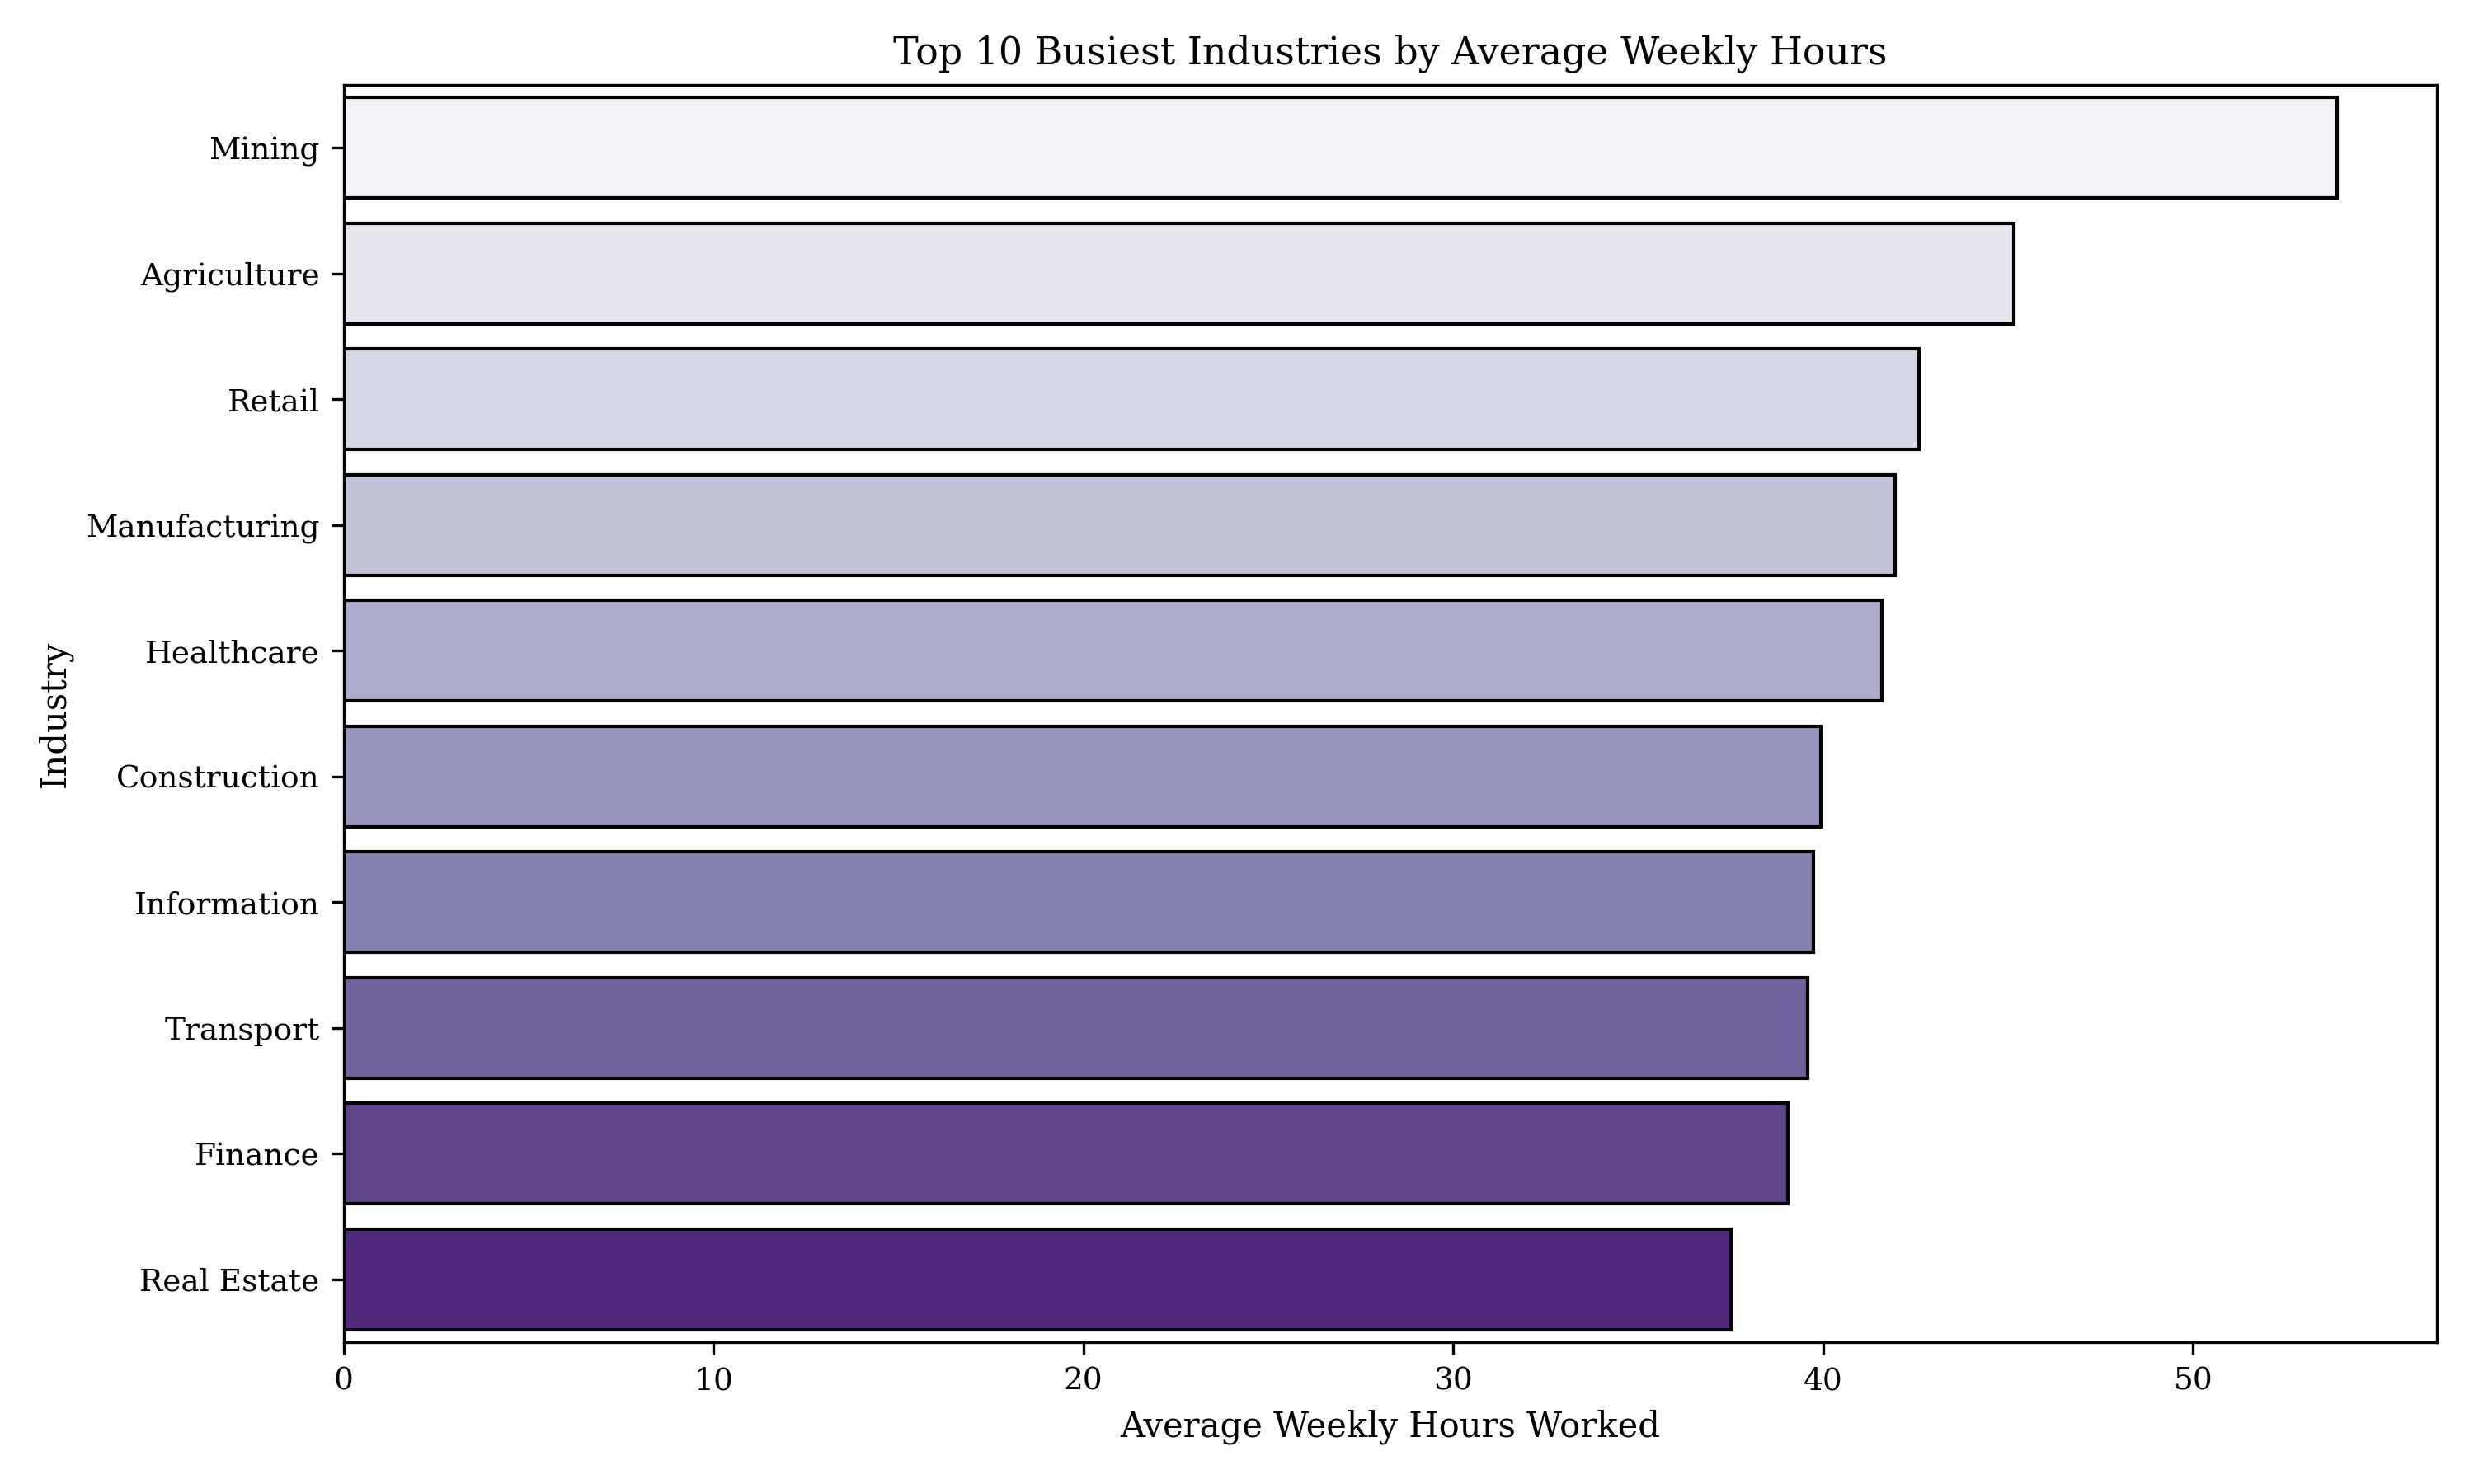 Top 10 Busiest Industries by Average Weekly Hours
Mining
Agriculture
Retail
Manufacturing
Healthcare
Construction
Information
Transport
Finance
Real Estate
Industry
0 10 20 30 40 50
Average Weekly Hours Worked